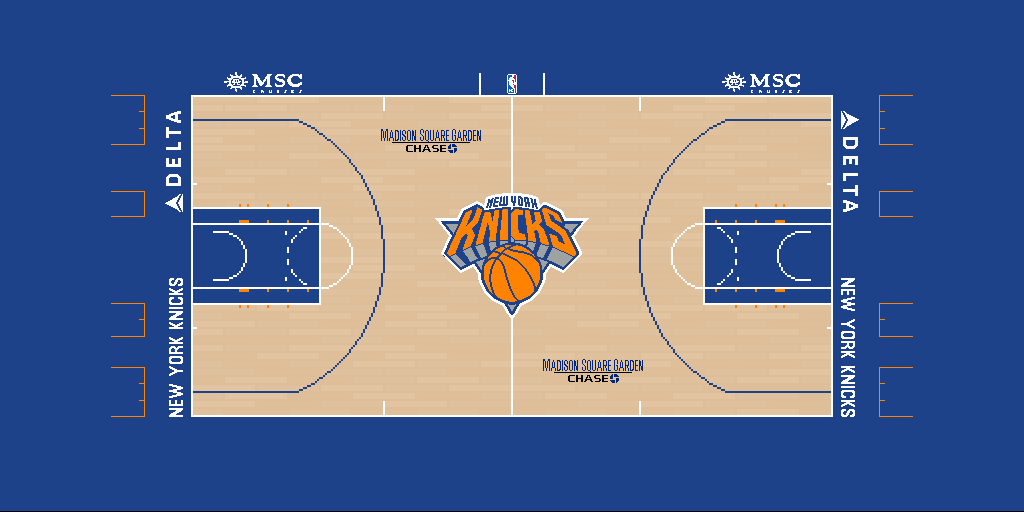 MSC
CRUISES
MSC
CRUISES
DELTA
MADISON SQUARE GARDEN
CHASE
DELTA
NEW YORK
KNICKS
NEW YORK KNICKS
NEW YORK KNICKS
MADISON SQUARE GARDEN
CHASE